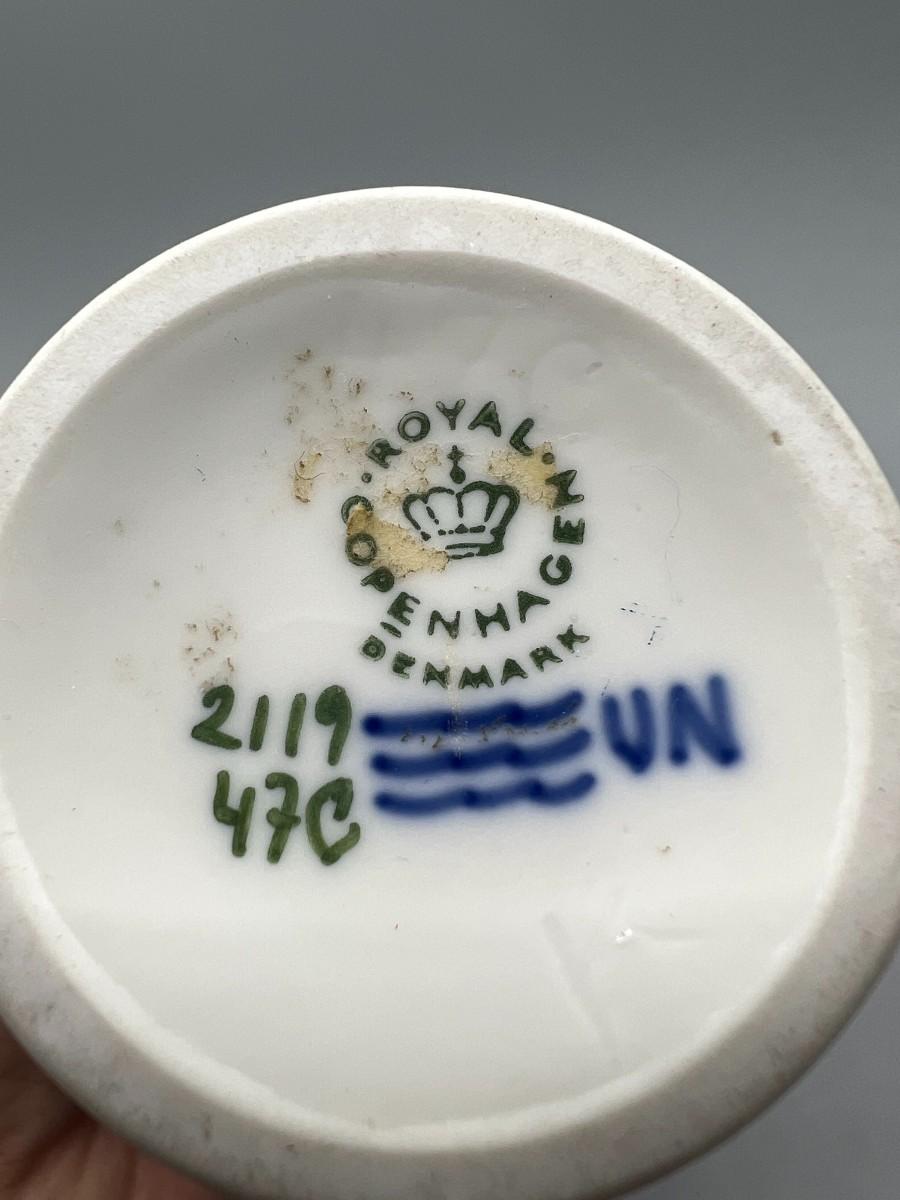 ROYAL
COPENHAGEN
DENMARK
2119
47C
UN